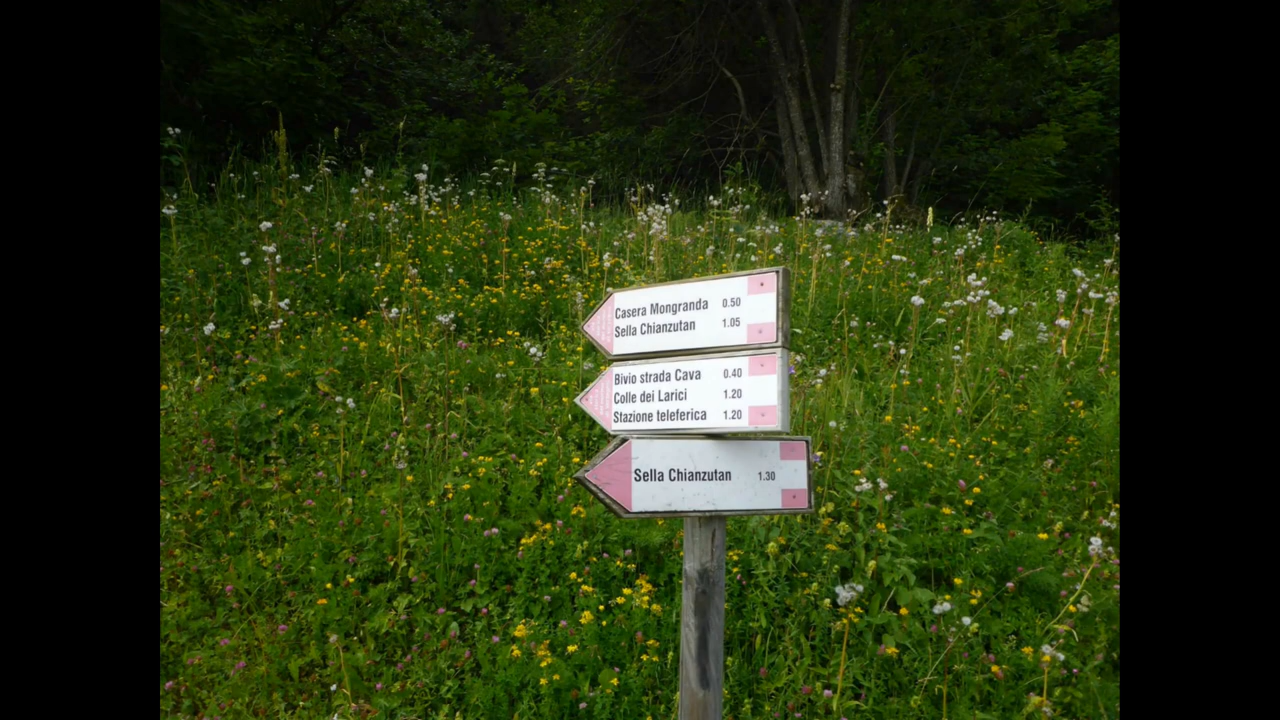 Casera Mongranda 0.50
Sella Chianzutan 1.05
Bivio strada Cava 0.40
Colle dei Larici 1.20
Stazione teleferica 1.20
Sella Chianzutan 1.30